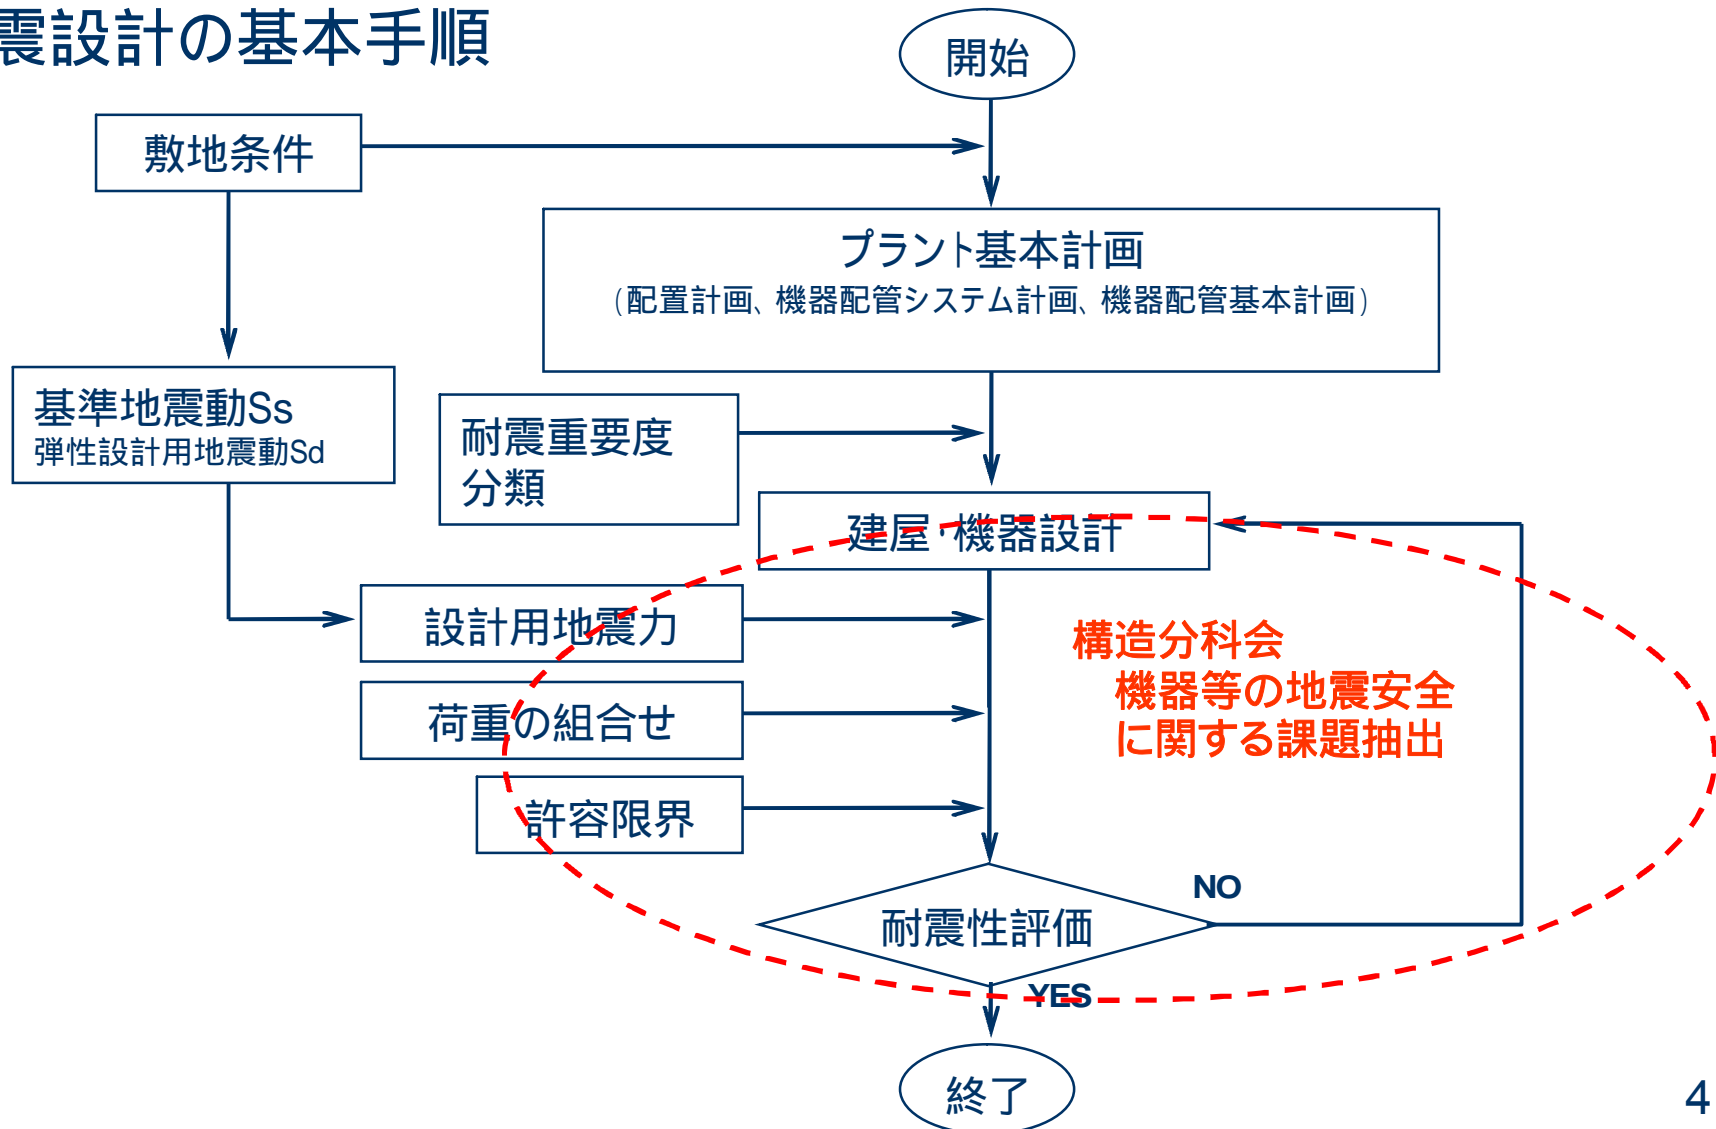 震設計の基本手順
開始
敷地条件
プラント基本計画
(配置計画、機器配管システム計画、機器配管基本計画)
基準地震動Ss
弾性設計用地震動Sd
耐震重要度
分類
建屋・機器設計
設計用地震力
構造分科会
機器等の地震安全
に関する課題抽出
荷重の組合せ
許容限界
NO
耐震性評価
YES
終了
4